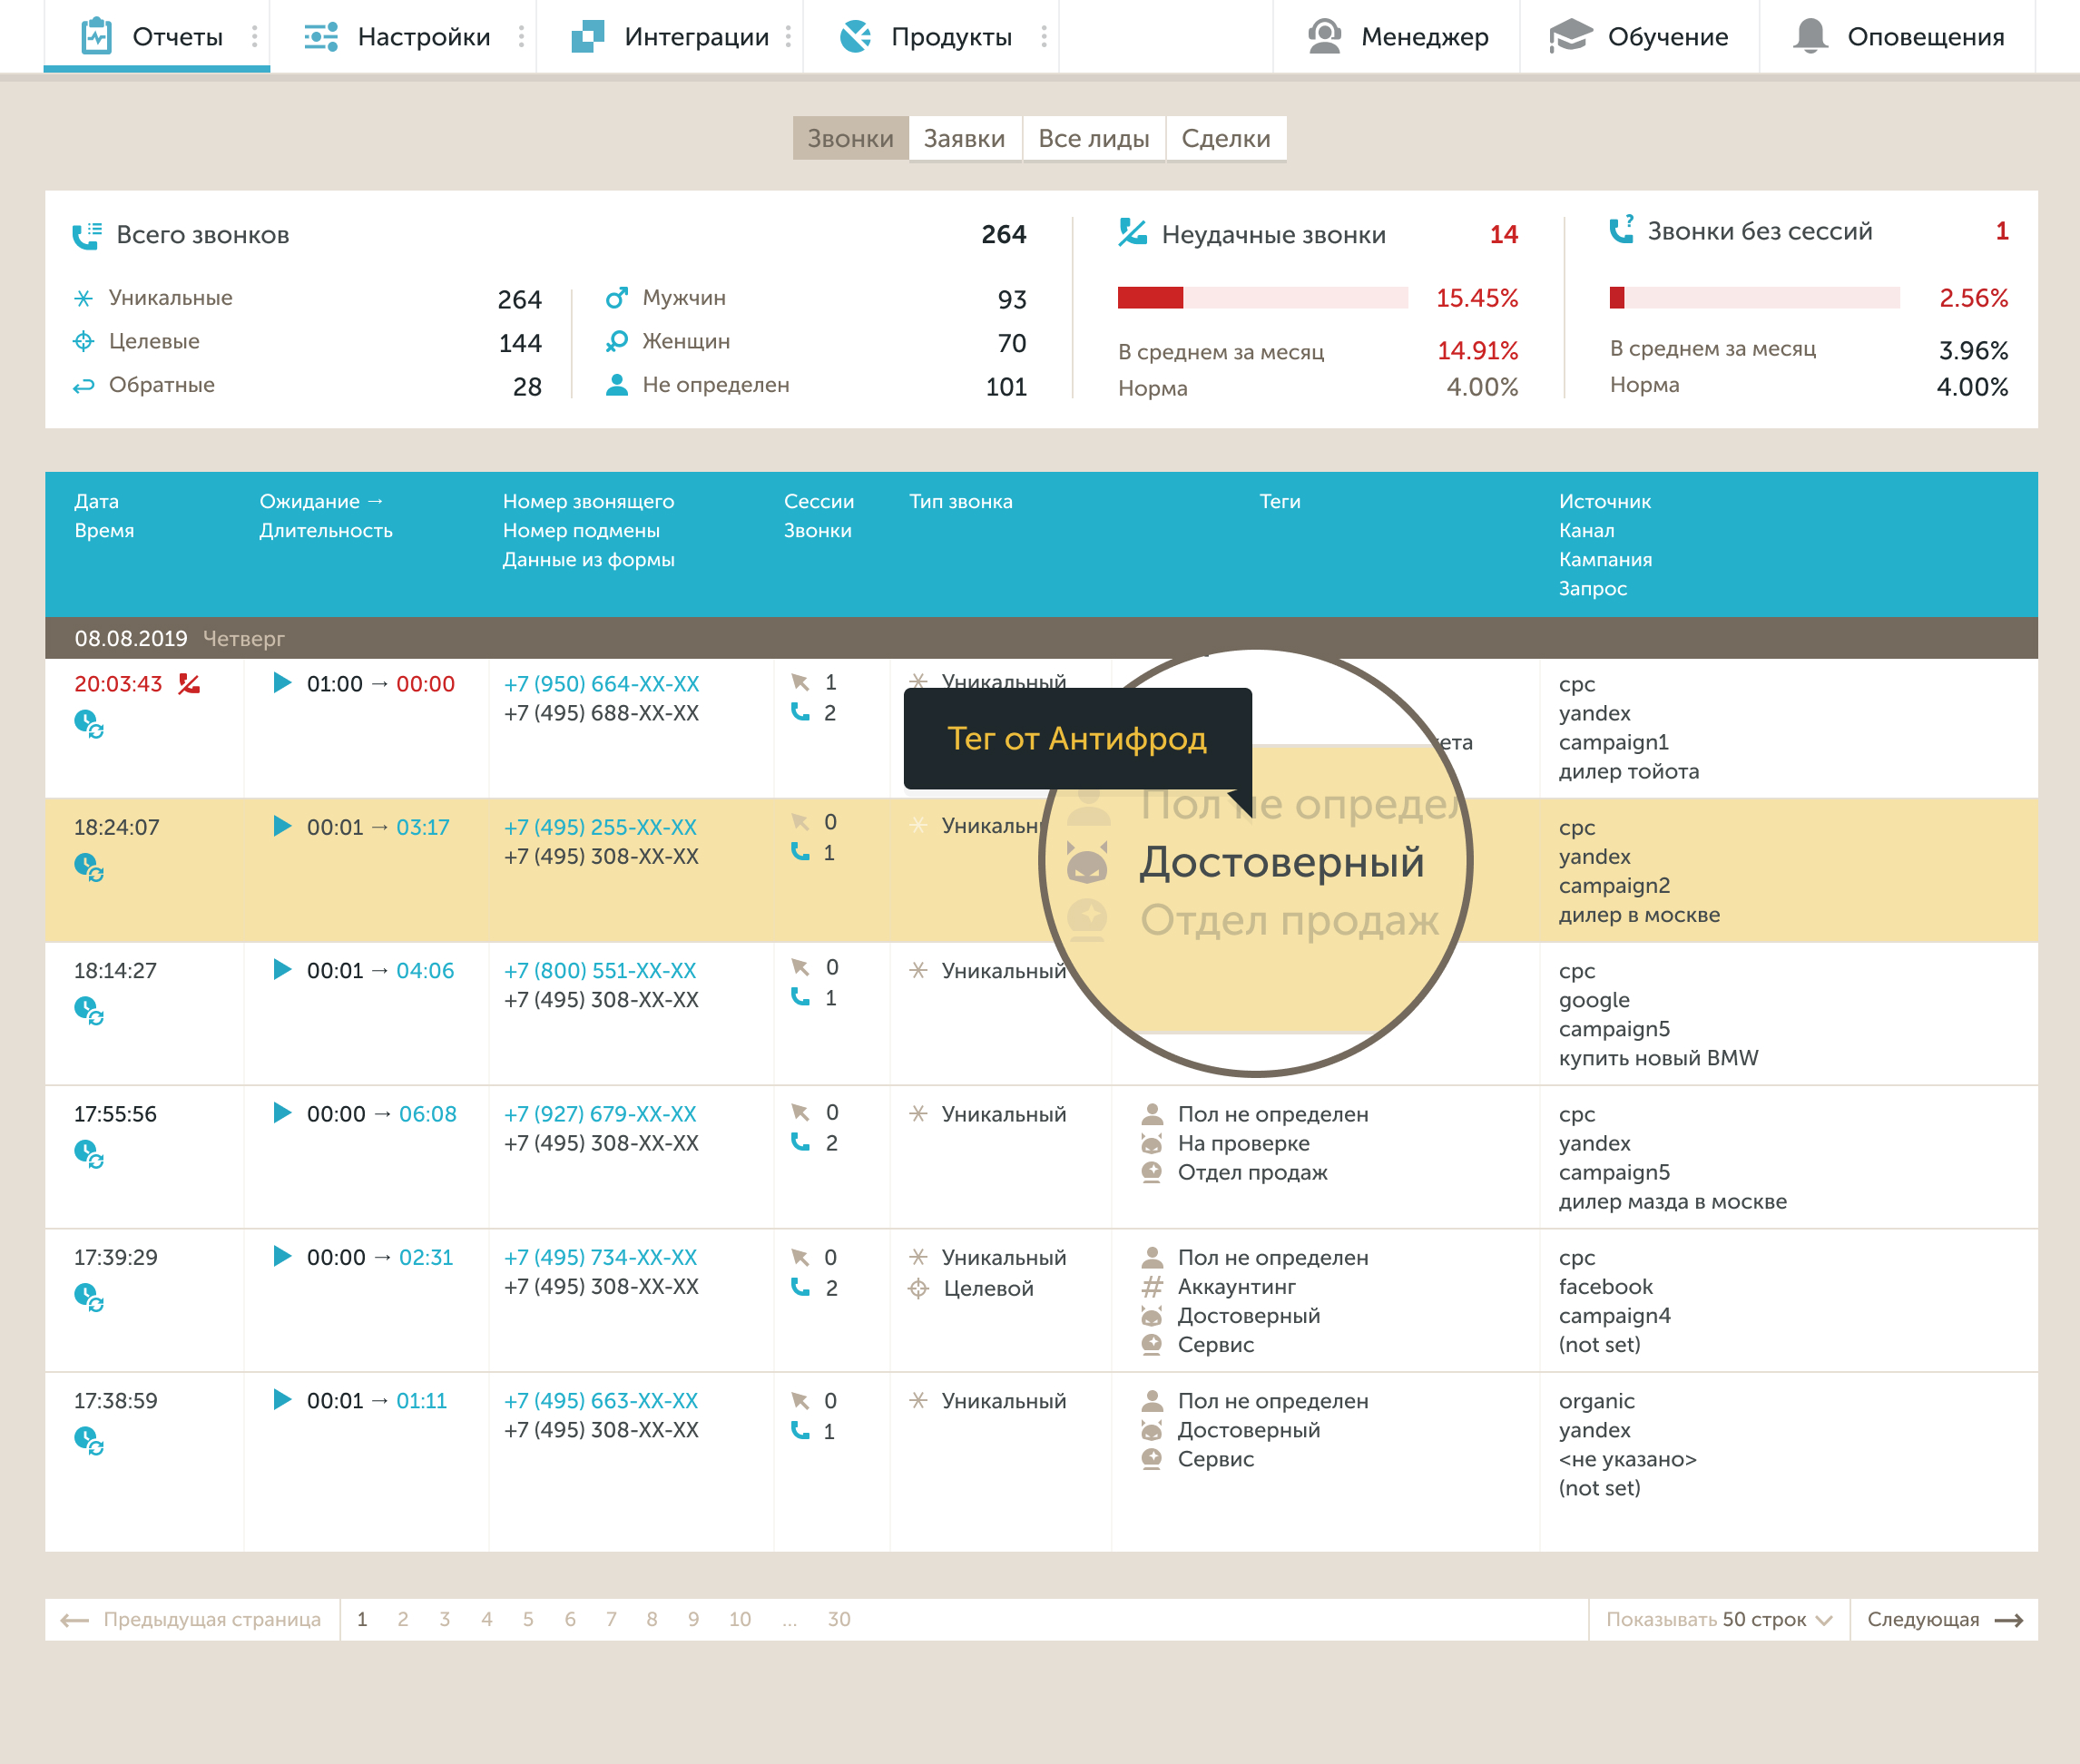 Отчеты
Настройки
Интеграции
Продукты
Менеджер
Обучение
Оповещения
Звонки
Заявки
Все лиды
Сделки
Всего звонков 264
Уникальные 264
Целевые 144
Обратные 28
Мужчин 93
Женщин 70
Не определен 101
Неудачные звонки 14
15.45%
В среднем за месяц 14.91%
Норма 4.00%
Звонки без сессий 1
2.56%
В среднем за месяц 3.96%
Норма 4.00%
Дата
Время
Ожидание →
Длительность
Номер звонящего
Номер подмены
Данные из формы
Сессии
Звонки
Тип звонка
Теги
Источник
Канал
Кампания
Запрос
08.08.2019 Четверг
20:03:43
01:00 → 00:00
+7 (950) 664-XX-XX
+7 (495) 688-XX-XX
1
2
Уникальный
cpc
yandex
campaign1
дилер тойота
Тег от Антифрод
18:24:07
00:01 → 03:17
+7 (495) 255-XX-XX
+7 (495) 308-XX-XX
0
1
Пол не
Достоверный
Отдел продаж
cpc
yandex
campaign2
дилер в москве
18:14:27
00:01 → 04:06
+7 (800) 551-XX-XX
+7 (495) 308-XX-XX
0
1
Уникальный
cpc
google
campaign5
купить новый BMW
17:55:56
00:00 → 06:08
+7 (927) 679-XX-XX
+7 (495) 308-XX-XX
0
2
Уникальный
Пол не определен
На проверке
Отдел продаж
cpc
yandex
campaign5
дилер мазда в москве
17:39:29
00:00 → 02:31
+7 (495) 734-XX-XX
+7 (495) 308-XX-XX
0
2
Уникальный
Целевой
Пол не определен
Аккаунтинг
Достоверный
Сервис
cpc
facebook
campaign4
(not set)
17:38:59
00:01 → 01:11
+7 (495) 663-XX-XX
+7 (495) 308-XX-XX
0
1
Уникальный
Пол не определен
Достоверный
Сервис
organic
yandex
<не указано>
(not set)
← Предыдущая страница 1 2 3 4 5 6 7 8 9 10 ... 30
Показывать 50 строк
Следующая →